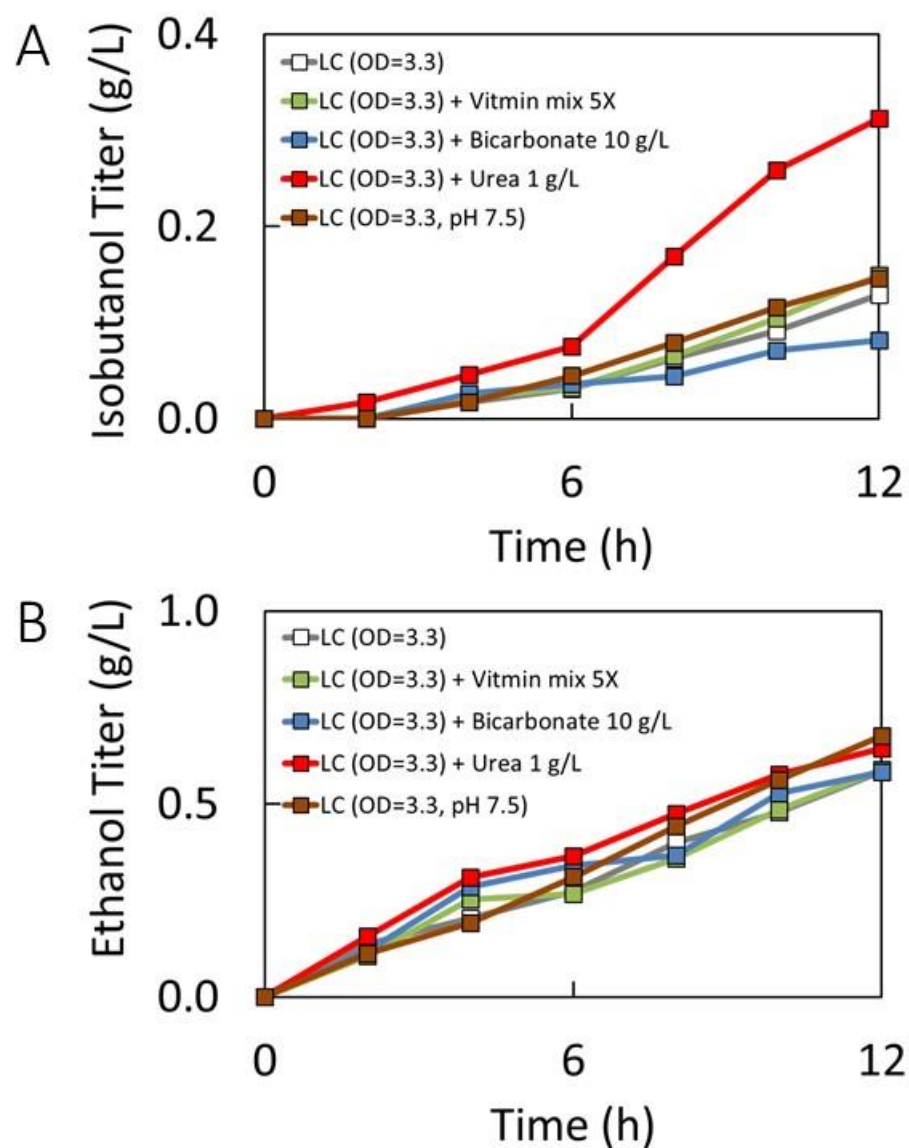 A
Isobutanol Titer (g/L)
0.4
0.2
0.0
LC (OD=3.3)
LC (OD=3.3) + Vitmin mix 5X
LC (OD=3.3) + Bicarbonate 10 g/L
LC (OD=3.3) + Urea 1 g/L
LC (OD=3.3, pH 7.5)
0 6 12
Time (h)
B
Ethanol Titer (g/L)
1.0
0.5
0.0
LC (OD=3.3)
LC (OD=3.3) + Vitmin mix 5X
LC (OD=3.3) + Bicarbonate 10 g/L
LC (OD=3.3) + Urea 1 g/L
LC (OD=3.3, pH 7.5)
0 6 12
Time (h)